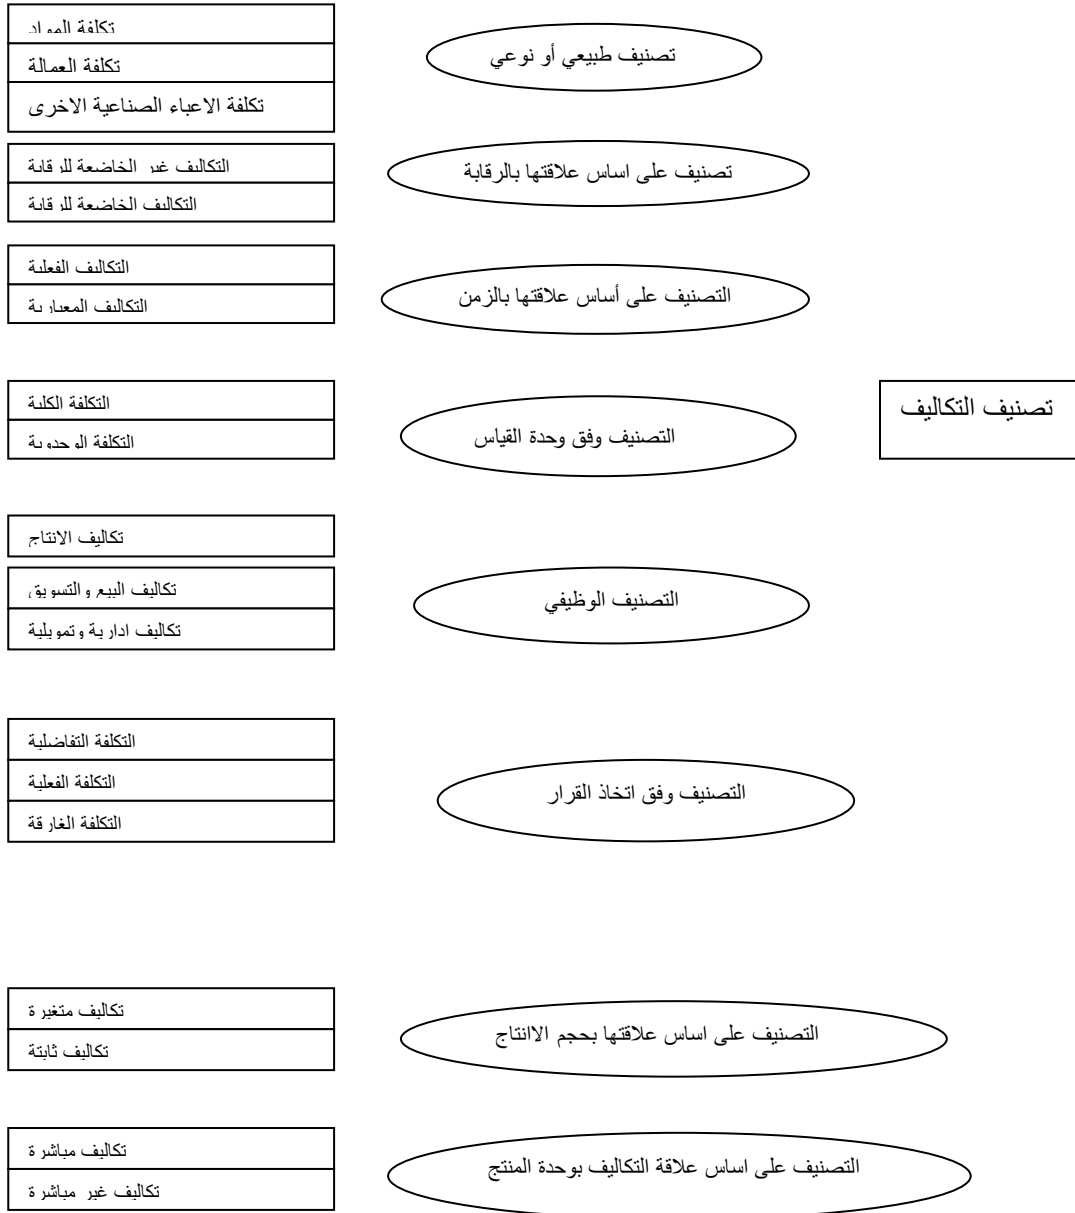 تصنيف التكاليف
تصنيف طبيعي أو نوعي
تكلفة المواد
تكلفة العمالة
تكلفة الاعباء الصناعية الاخرى
تصنيف على اساس علاقتها بالرقابة
التكاليف غير الخاضعة للرقابة
التكاليف الخاضعة للرقابة
التصنيف على أساس علاقتها بالزمن
التكاليف الفعلية
التكاليف المعيارية
التصنيف وفق وحدة القياس
التكلفة الكلية
التكلفة الوحدوية
التصنيف الوظيفي
تكاليف الانتاج
تكاليف البيع والتسويق
تكاليف ادارية وتمويلية
التصنيف وفق اتخاذ القرار
التكلفة التفاضلية
التكلفة الفعلية
التكلفة الغارقة
التصنيف على اساس علاقتها بحجم الاانتاج
تكاليف متغيرة
تكاليف ثابتة
التصنيف على اساس علاقة التكاليف بوحدة المنتج
تكاليف مباشرة
تكاليف غير مباشرة